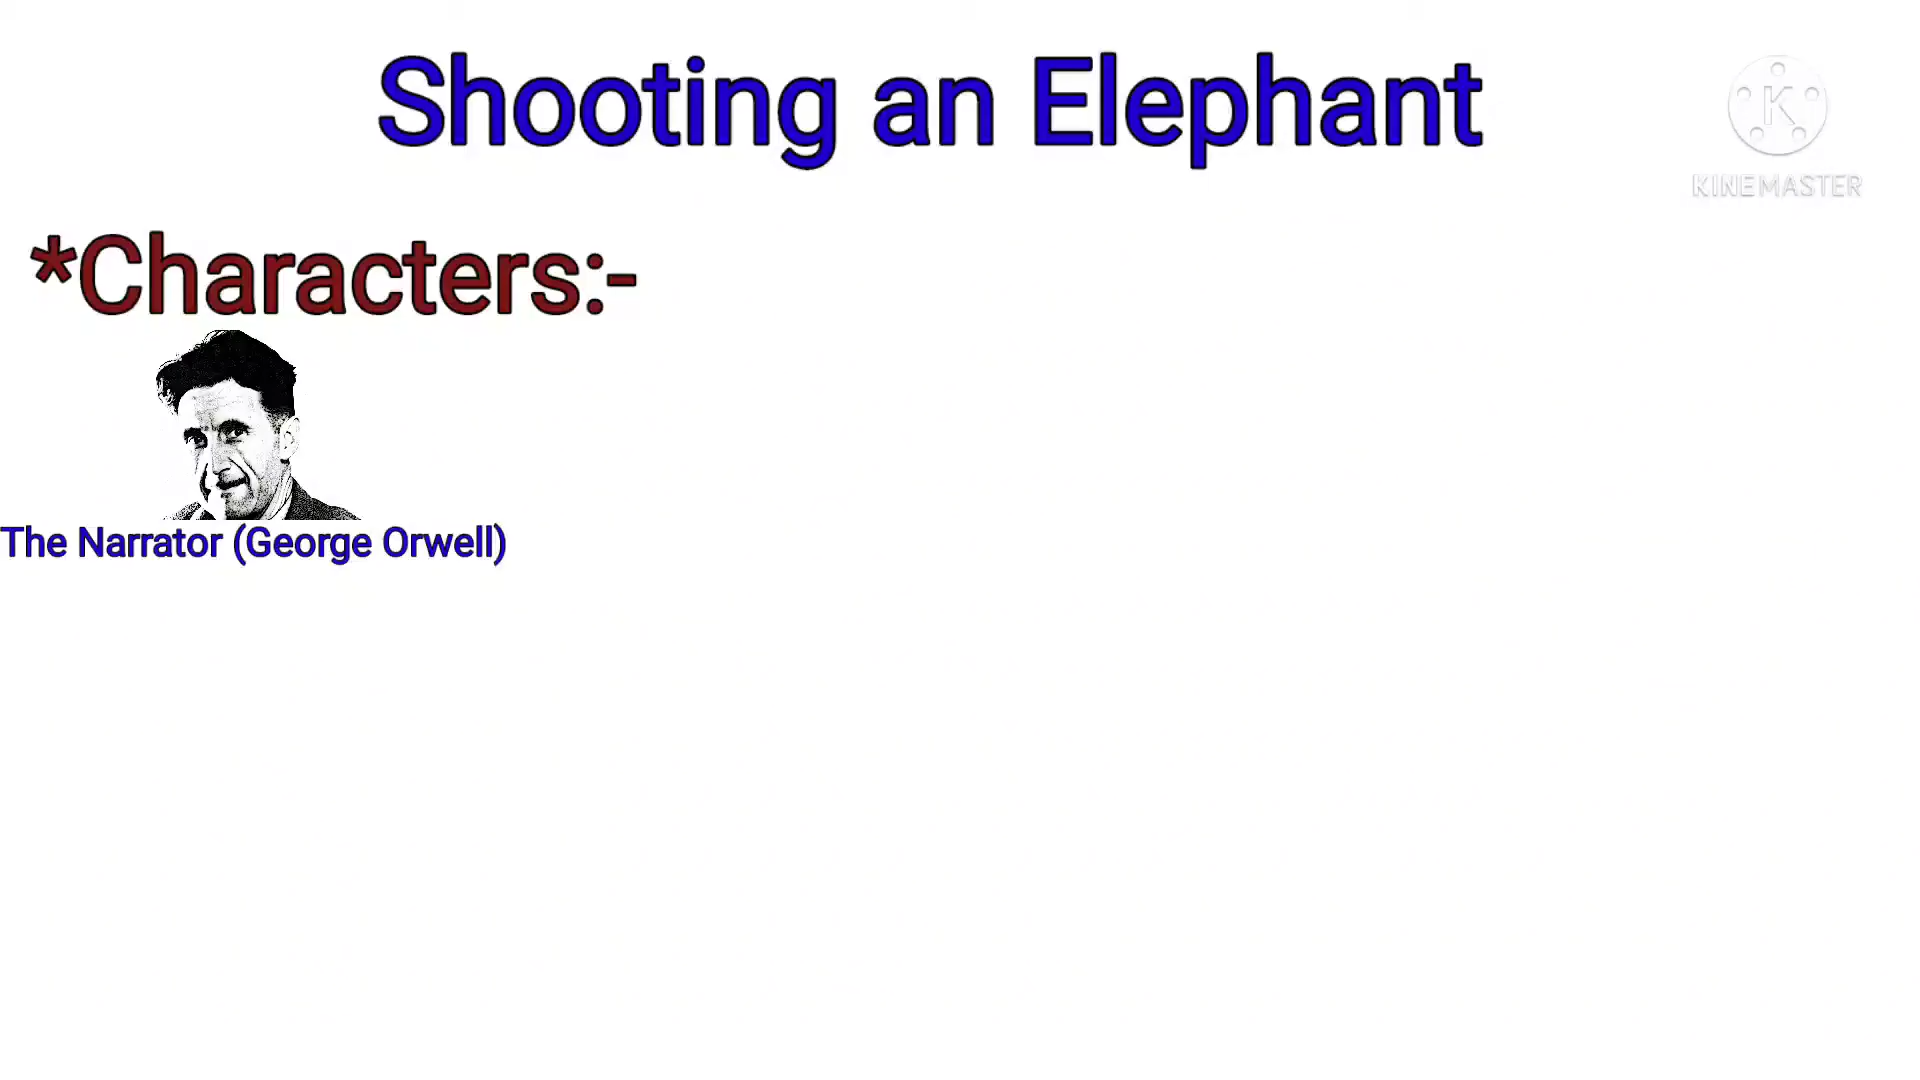 Shooting an Elephant
K
KINEMASTER
*Characters:-
The Narrator (George Orwell)